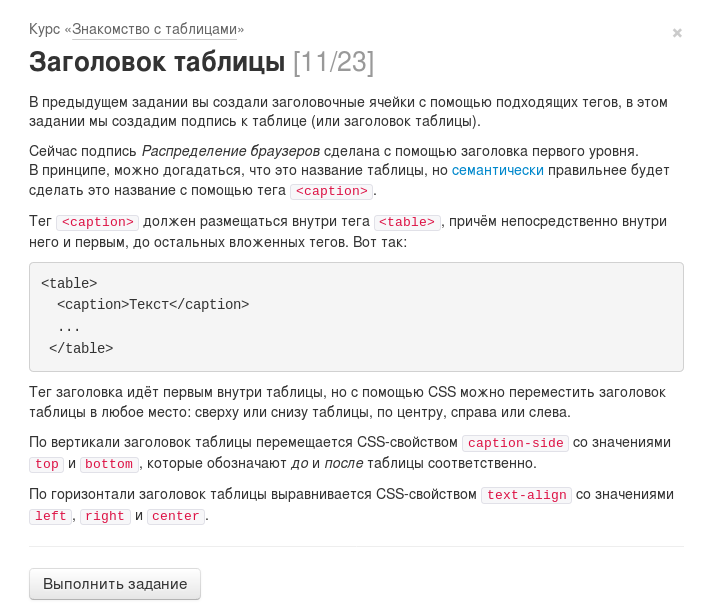 Курс «Знакомство с таблицами»
×
Заголовок таблицы [11/23]
В предыдущем задании вы создали заголовочные ячейки с помощью подходящих тегов, в этом
задании мы создадим подпись к таблице (или заголовок таблицы).
Сейчас подпись Распределение браузеров сделана с помощью заголовка первого уровня.
В принципе, можно догадаться, что это название таблицы, но семантически правильнее будет
сделать это название с помощью тега <caption>.
Тег <caption> должен размещаться внутри тега <table>, причём непосредственно внутри
него и первым, до остальных вложенных тегов. Вот так:
<table>
  <caption>Текст</caption>
  ...
 </table>
Тег заголовка идёт первым внутри таблицы, но с помощью CSS можно переместить заголовок
таблицы в любое место: сверху или снизу таблицы, по центру, справа или слева.
По вертикали заголовок таблицы перемещается CSS-свойством caption-side со значениями
top и bottom, которые обозначают до и после таблицы соответственно.
По горизонтали заголовок таблицы выравнивается CSS-свойством text-align со значениями
left, right и center.
Выполнить задание